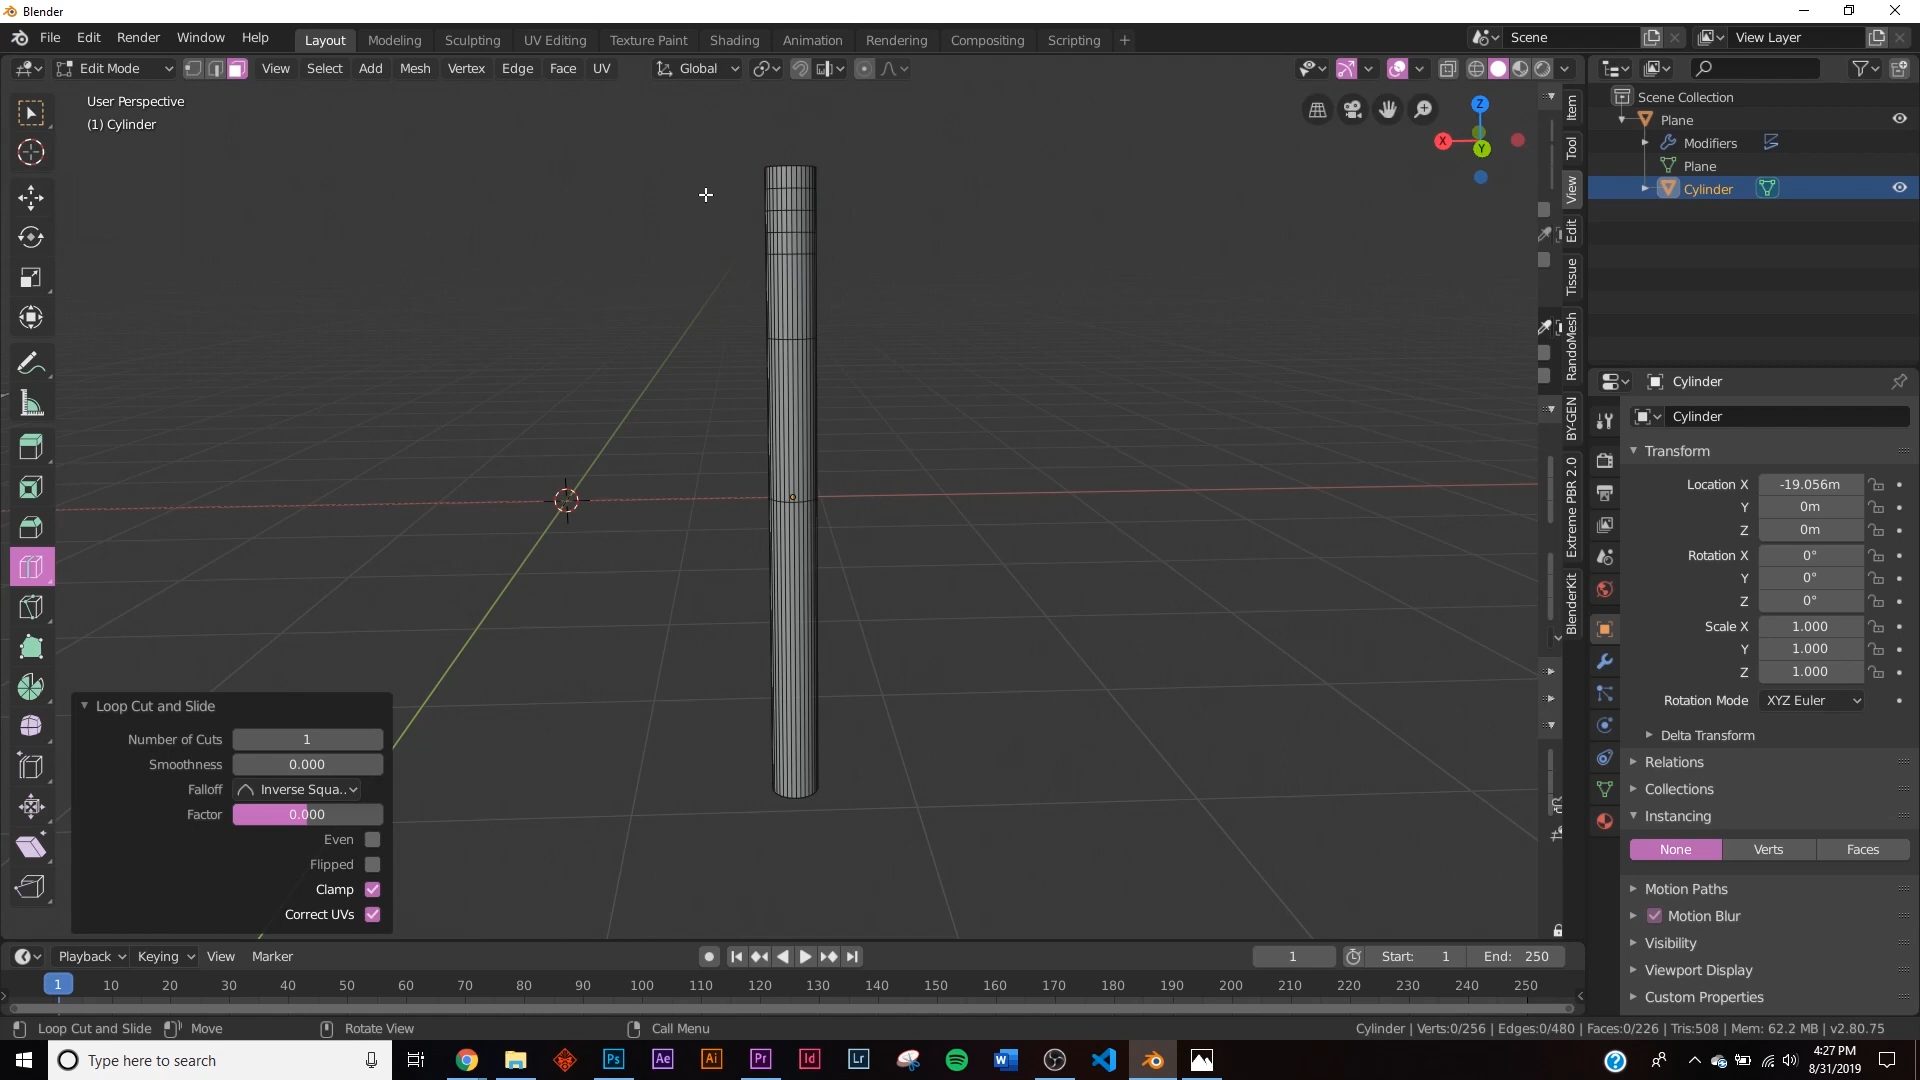 Blender
File Edit Render Window Help
Layout Modeling Sculpting UV Editing Texture Paint Shading Animation Rendering Compositing Scripting +
Scene
View Layer
Edit Mode View Select Add Mesh Vertex Edge Face UV
Global
User Perspective
(1) Cylinder
Z
X
Y
Item
Tool
View
Edit
Tissue
RandoMesh
BY-GEN
Extreme PBR 2.0
BlenderKit
Scene Collection
Plane
Modifiers
Plane
Cylinder
Cylinder
Cylinder
Transform
Location X -19.056m
Y 0m
Z 0m
Rotation X 0°
Y 0°
Z 0°
Scale X 1.000
Y 1.000
Z 1.000
Rotation Mode XYZ Euler
Delta Transform
Relations
Collections
Instancing
None Verts Faces
Motion Paths
Motion Blur
Visibility
Viewport Display
Custom Properties
Loop Cut and Slide
Number of Cuts 1
Smoothness 0.000
Falloff Inverse Squa..
Factor 0.000
Even
Flipped
Clamp
Correct UVs
Playback Keying View Marker
1 Start: 1 End: 250
1 10 20 30 40 50 60 70 80 90 100 110 120 130 140 150 160 170 180 190 200 210 220 230 240 250
Loop Cut and Slide Move Rotate View Call Menu
Cylinder | Verts:0/256 | Edges:0/480 | Faces:0/226 | Tris:508 | Mem: 62.2 MB | v2.80.75
Type here to search
Ps Ae Ai Pr Id Lr W
4:27 PM
8/31/2019